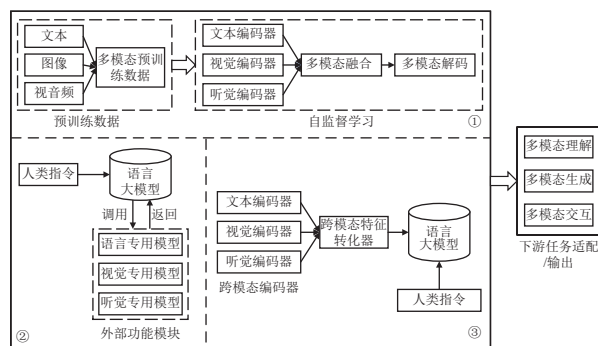 文本
图像
视音频
多模态预训
练数据
预训练数据
文本编码器
视觉编码器
听觉编码器
多模态融合
多模态解码
自监督学习
①
人类指令
语言
大模型
调用
返回
语言专用模型
视觉专用模型
听觉专用模型
外部功能模块
②
文本编码器
视觉编码器
听觉编码器
跨模态编码器
跨模态特征
转化器
语言
大模型
人类指令
③
多模态理解
多模态生成
多模态交互
下游任务适配
/输出